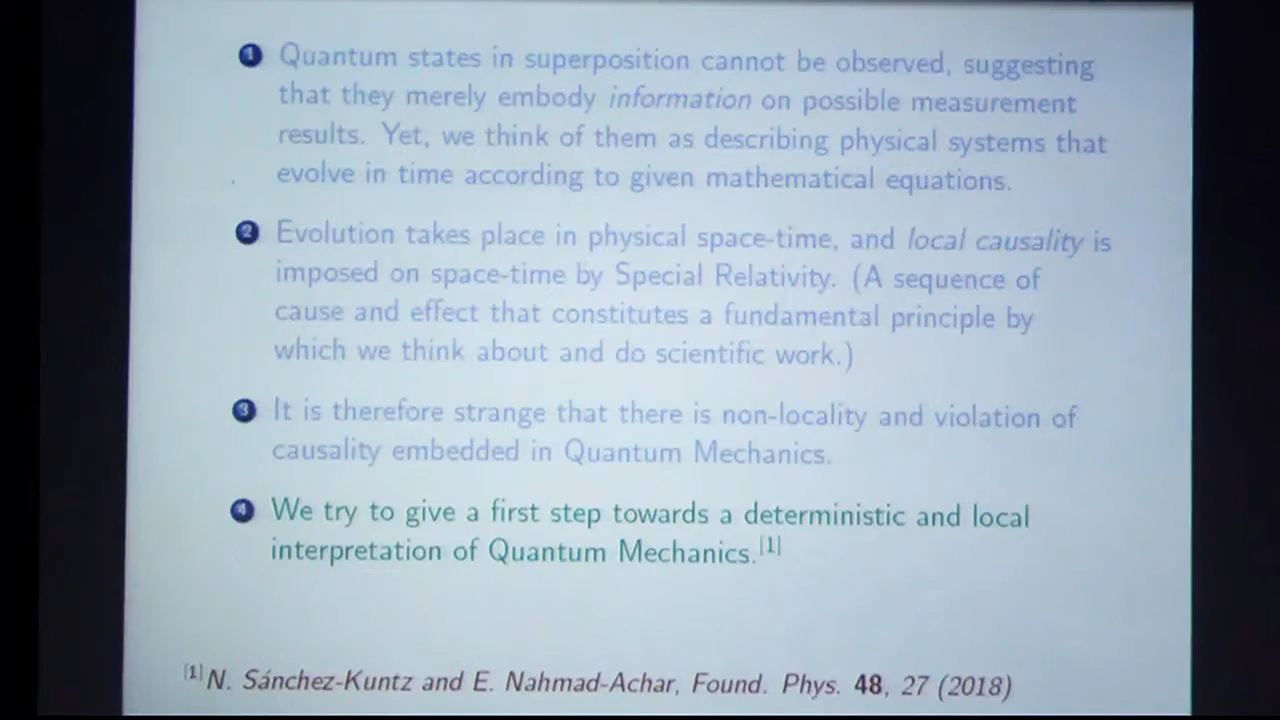 1 Quantum states in superposition cannot be observed, suggesting
that they merely embody information on possible measurement
results. Yet, we think of them as describing physical systems that
evolve in time according to given mathematical equations.
2 Evolution takes place in physical space-time, and local causality is
imposed on space-time by Special Relativity. (A sequence of
cause and effect that constitutes a fundamental principle by
which we think about and do scientific work.)
3 It is therefore strange that there is non-locality and violation of
causality embedded in Quantum Mechanics.
4 We try to give a first step towards a deterministic and local
interpretation of Quantum Mechanics.[1]
[1] N. Sánchez-Kuntz and E. Nahmad-Achar, Found. Phys. 48, 27 (2018)